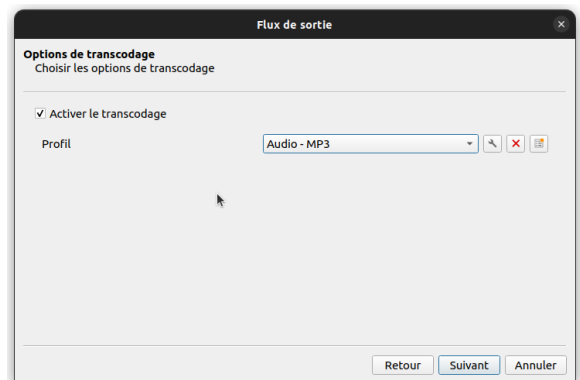 Flux de sortie
Options de transcodage
Choisir les options de transcodage
Activer le transcodage
Profil Audio - MP3
Retour Suivant Annuler